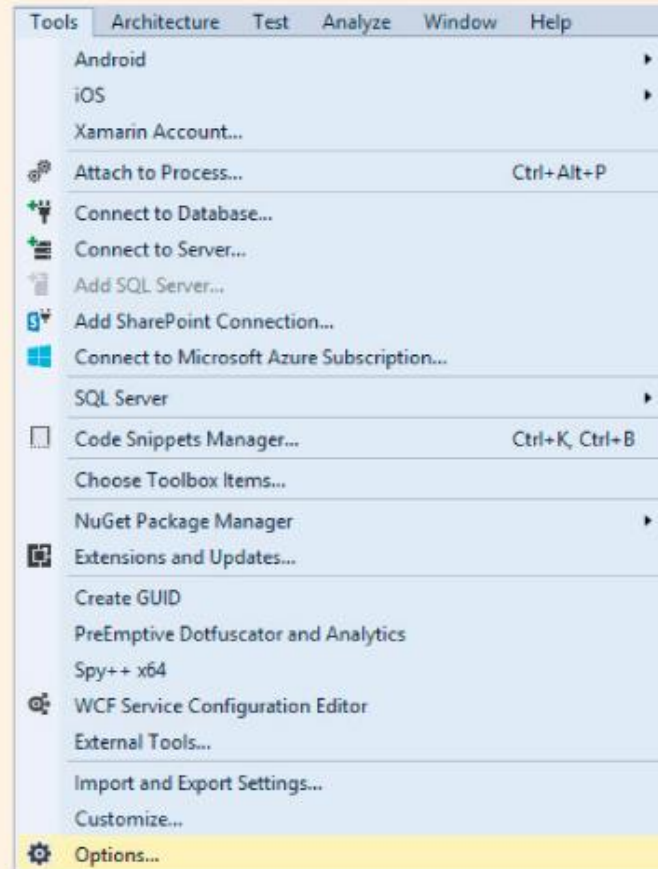 Tools Architecture Test Analyze Window Help
Android
iOS
Xamarin Account...
Attach to Process... Ctrl+Alt+P
Connect to Database...
Connect to Server...
Add SQL Server...
Add SharePoint Connection...
Connect to Microsoft Azure Subscription...
SQL Server
Code Snippets Manager... Ctrl+K, Ctrl+B
Choose Toolbox Items...
NuGet Package Manager
Extensions and Updates...
Create GUID
PreEmptive Dotfuscator and Analytics
Spy++ x64
WCF Service Configuration Editor
External Tools...
Import and Export Settings...
Customize...
Options...